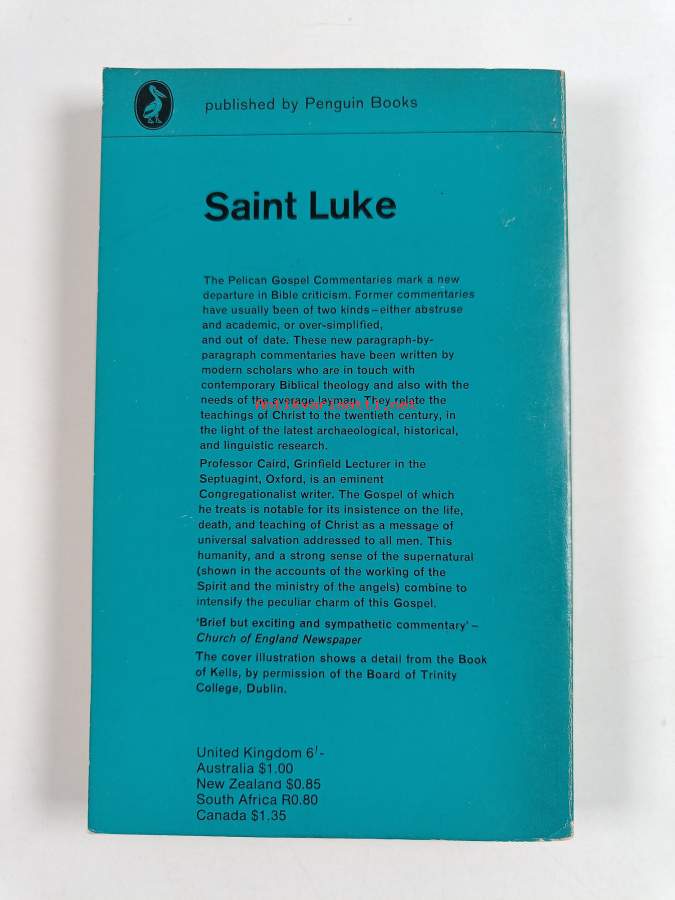 published by Penguin Books
Saint Luke
The Pelican Gospel Commentaries mark a new
departure in Bible criticism. Former commentaries
have usually been of two kinds – either abstruse
and academic, or over-simplified,
and out of date. These new paragraph-by-
paragraph commentaries have been written by
modern scholars who are in touch with
contemporary Biblical theology and also with the
needs of the average layman. They relate the
teachings of Christ to the twentieth century, in
the light of the latest archaeological, historical,
and linguistic research.
Professor Caird, Grinfield Lecturer in the
Septuagint, Oxford, is an eminent
Congregationalist writer. The Gospel of which
he treats is notable for its insistence on the life,
death, and teaching of Christ as a message of
universal salvation addressed to all men. This
humanity, and a strong sense of the supernatural
(shown in the accounts of the working of the
Spirit and the ministry of the angels) combine to
intensify the peculiar charm of this Gospel.
'Brief but exciting and sympathetic commentary' –
Church of England Newspaper
The cover illustration shows a detail from the Book
of Kells, by permission of the Board of Trinity
College, Dublin.
United Kingdom 6/-
Australia $1.00
New Zealand $0.85
South Africa R0.80
Canada $1.35